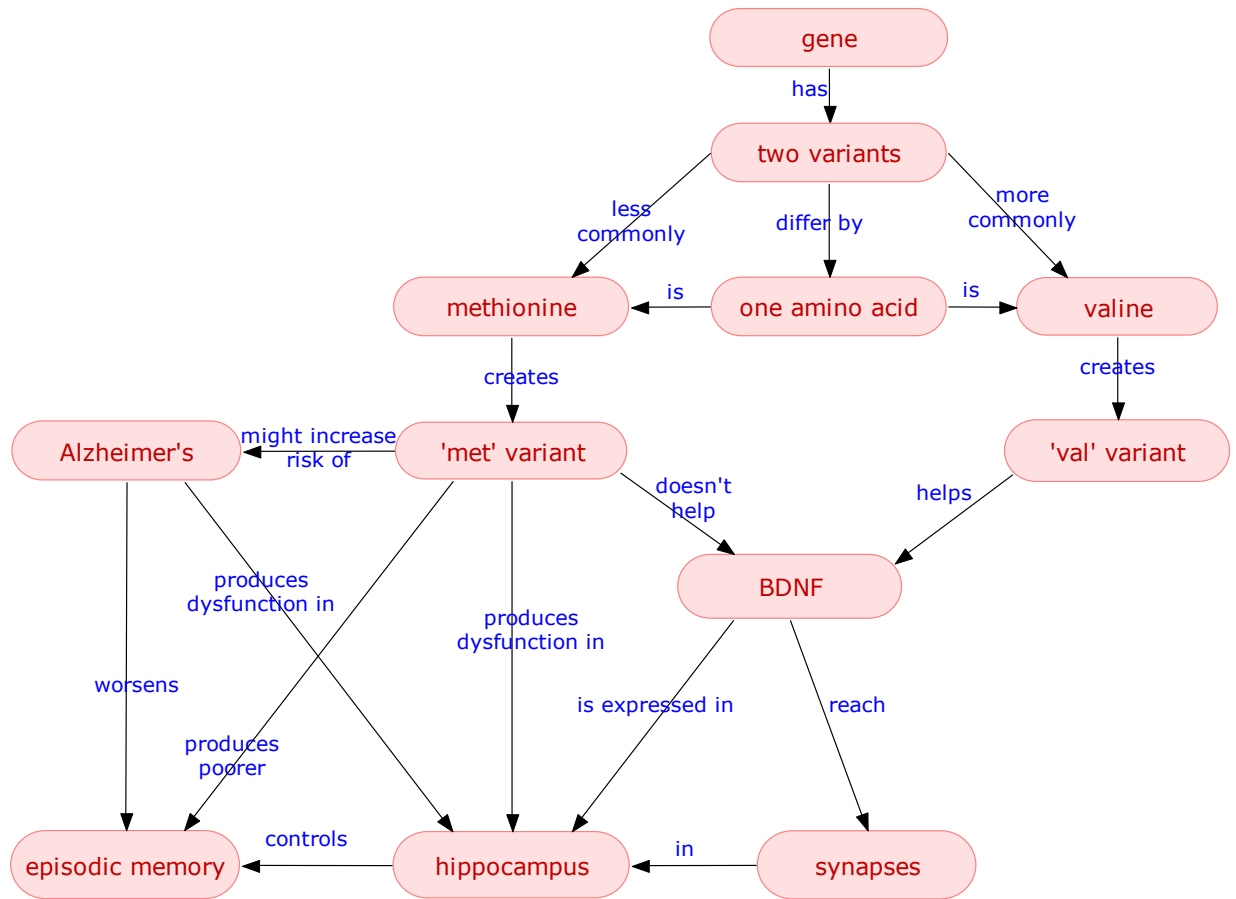 gene
has
two variants
less
commonly
differ by
more
commonly
methionine
is
one amino acid
is
valine
creates
creates
Alzheimer's
might increase
risk of
'met' variant
'val' variant
doesn't
help
helps
BDNF
produces
dysfunction in
produces
dysfunction in
worsens
is expressed in
reach
produces
poorer
episodic memory
controls
hippocampus
in
synapses